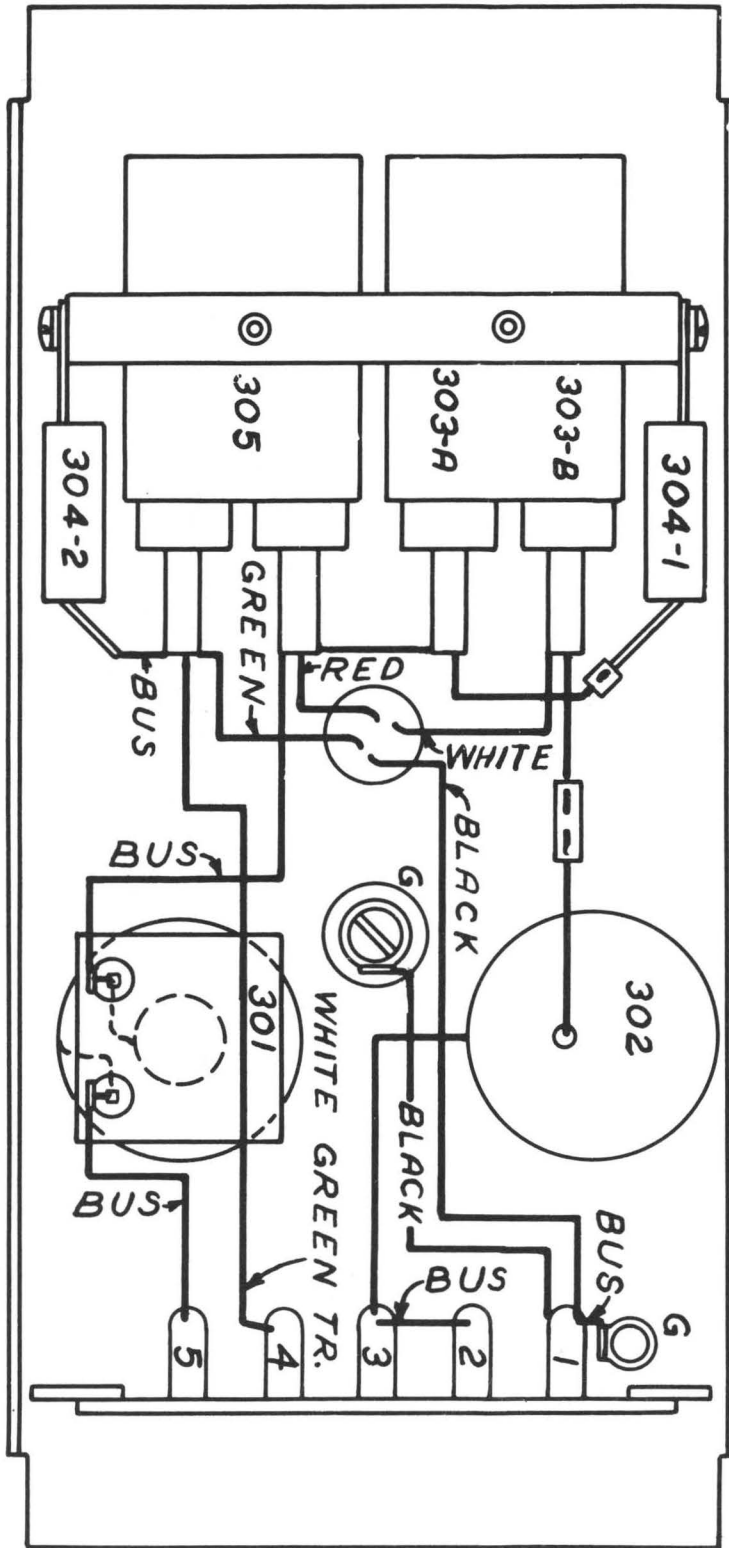 305
303-A
303-B
304-2
304-1
GREEN
RED
BUS
WHITE
BLACK
BUS
G
301
302
WHITE GREEN TR.
BLACK
BUS
BUS
BUS
G
5
4
3
2
1